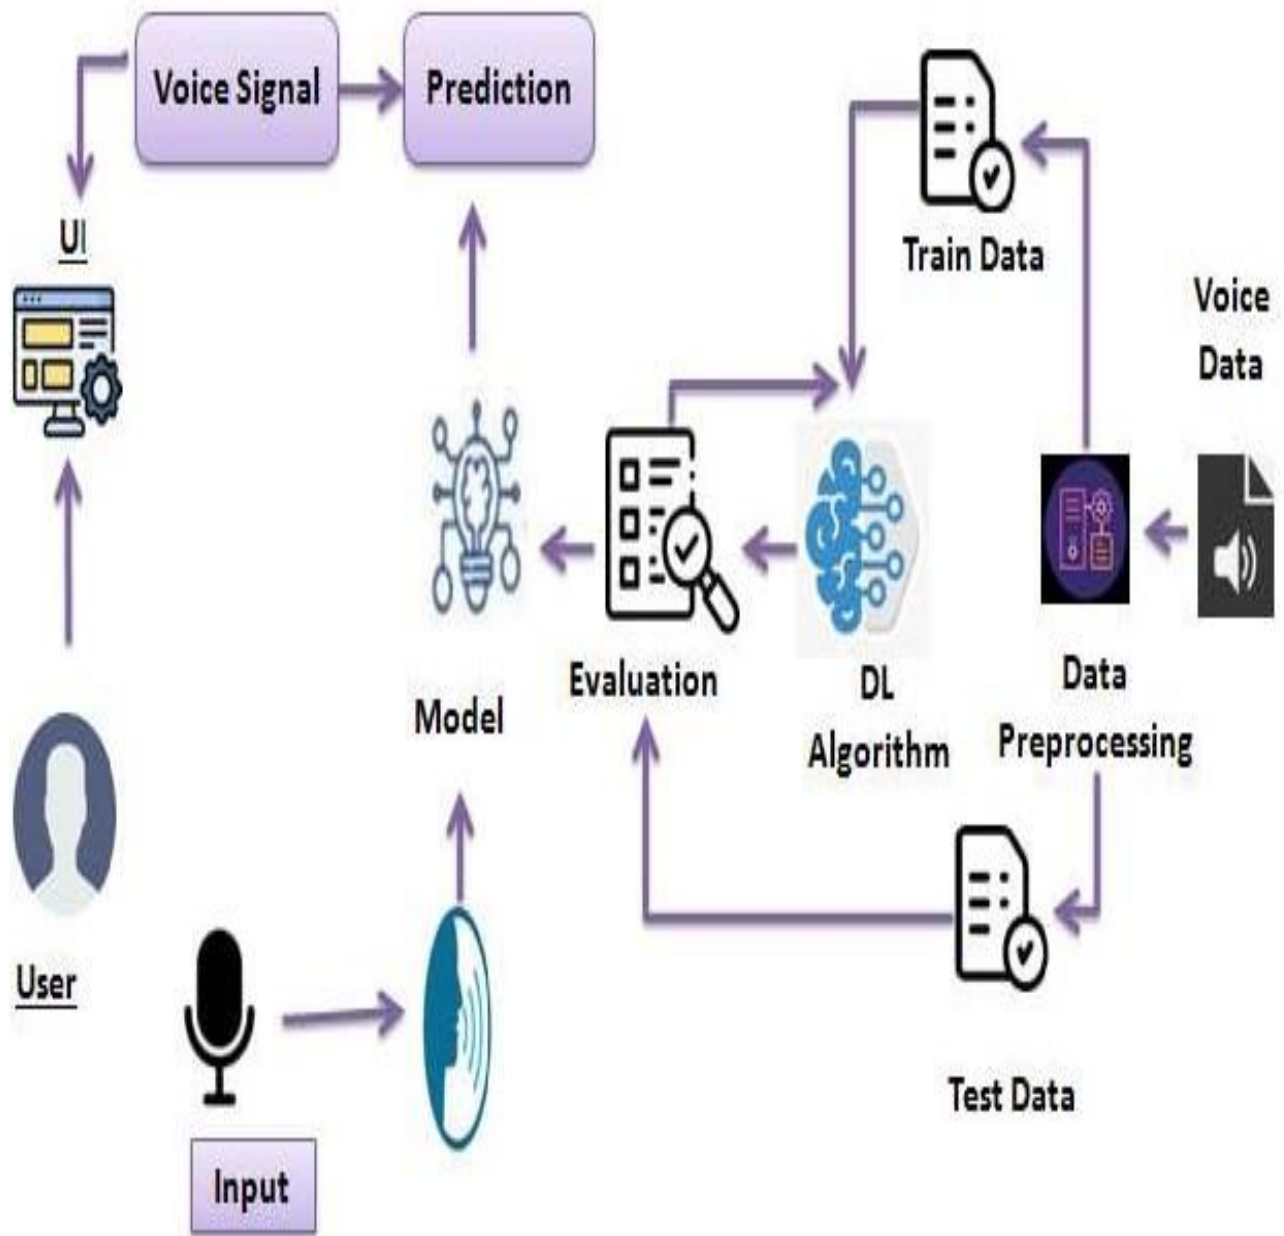 Voice Signal
Prediction
UI
Train Data
Voice
Data
Evaluation
DL
Algorithm
Data
Preprocessing
Model
User
Test Data
Input